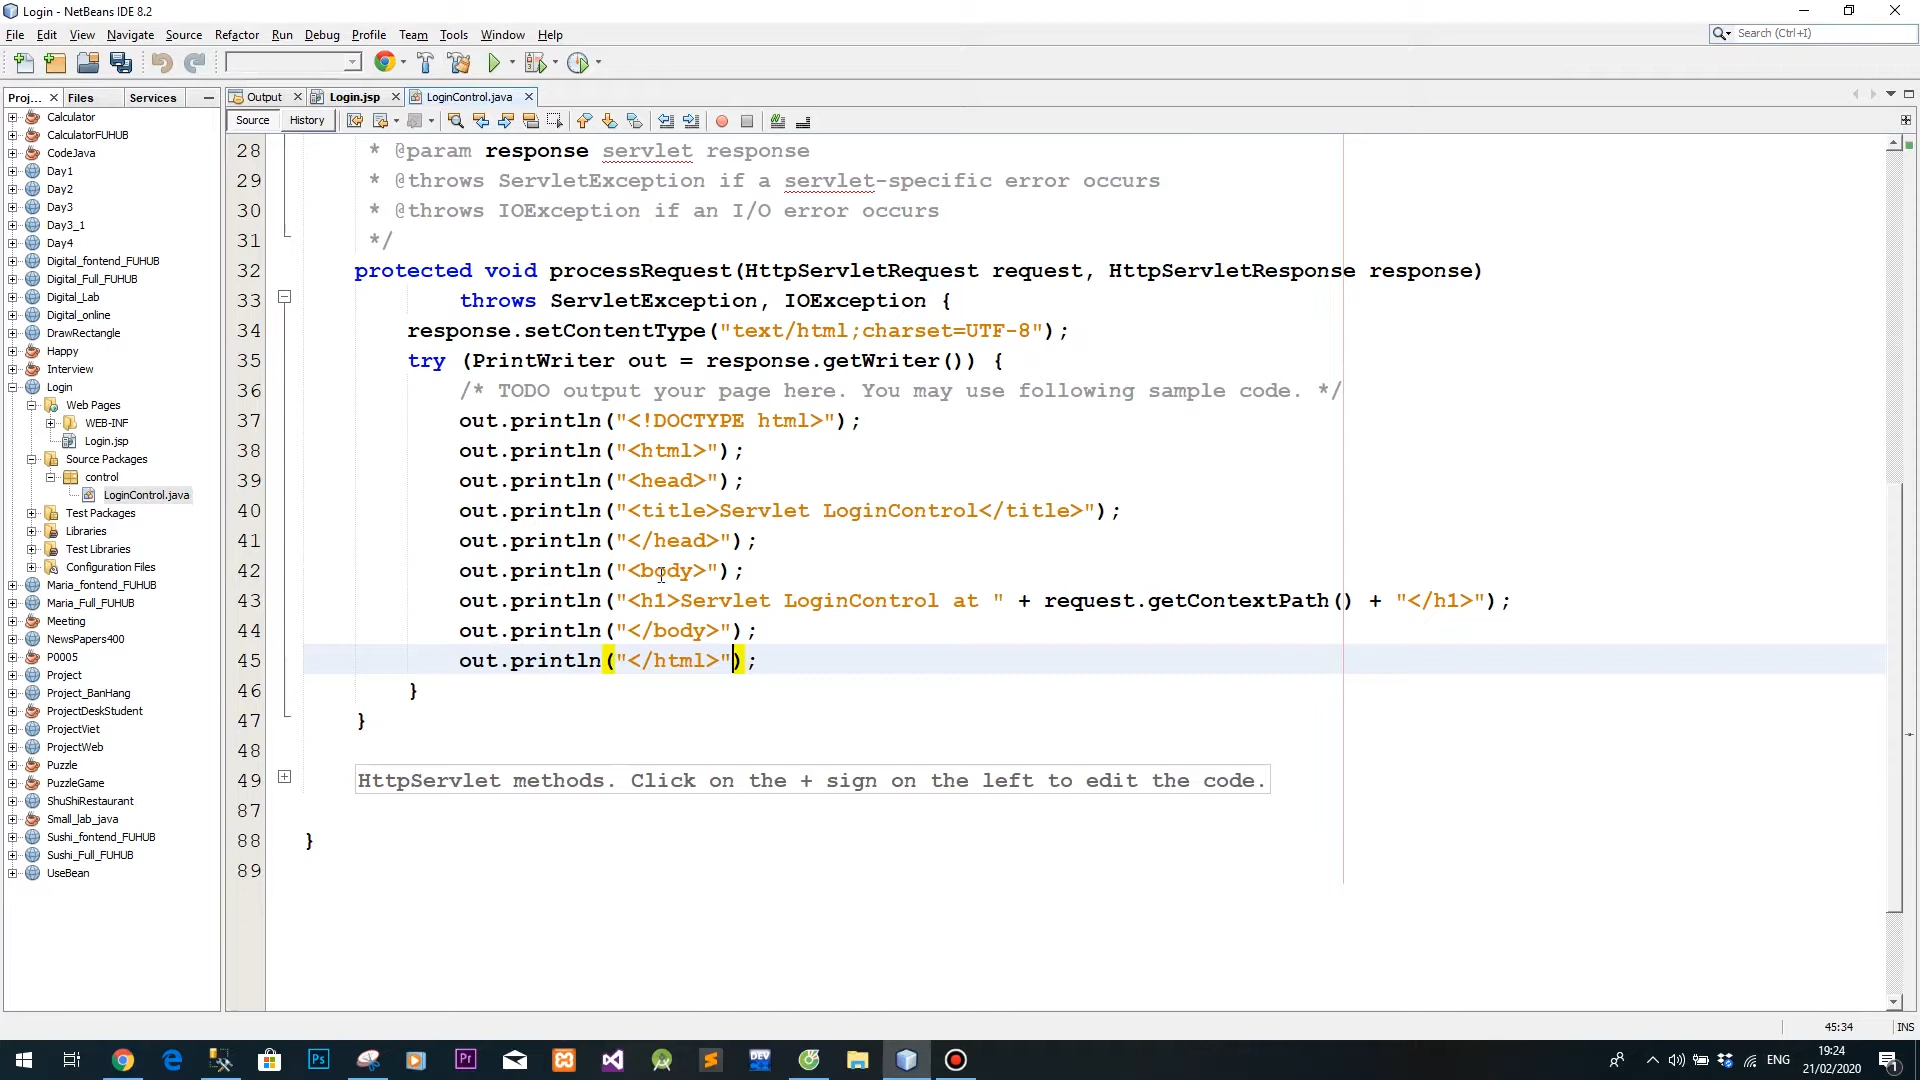 Login - NetBeans IDE 8.2
File Edit View Navigate Source Refactor Run Debug Profile Team Tools Window Help
Search (Ctrl+I)
Proj... Files Services
Output Login.jsp LoginControl.java
Source History
Calculator
CalculatorFUHUB
CodeJava
Day1
Day2
Day3
Day3_1
Day4
Digital_fontend_FUHUB
Digital_Full_FUHUB
Digital_Lab
Digital_online
DrawRectangle
Happy
Interview
Login
Web Pages
WEB-INF
Login.jsp
Source Packages
control
LoginControl.java
Test Packages
Libraries
Test Libraries
Configuration Files
Maria_fontend_FUHUB
Maria_Full_FUHUB
Meeting
NewsPapers400
P0005
Project
Project_BanHang
ProjectDeskStudent
ProjectViet
ProjectWeb
Puzzle
PuzzleGame
ShuShiRestaurant
Small_lab_java
Sushi_fontend_FUHUB
Sushi_Full_FUHUB
UseBean
28 * @param response servlet response
29 * @throws ServletException if a servlet-specific error occurs
30 * @throws IOException if an I/O error occurs
31 */
32 protected void processRequest(HttpServletRequest request, HttpServletResponse response)
33 throws ServletException, IOException {
34 response.setContentType("text/html;charset=UTF-8");
35 try (PrintWriter out = response.getWriter()) {
36 /* TODO output your page here. You may use following sample code. */
37 out.println("<!DOCTYPE html>");
38 out.println("<html>");
39 out.println("<head>");
40 out.println("<title>Servlet LoginControl</title>");
41 out.println("</head>");
42 out.println("<body>");
43 out.println("<h1>Servlet LoginControl at " + request.getContextPath() + "</h1>");
44 out.println("</body>");
45 out.println("</html>");
46 }
47 }
48
49 HttpServlet methods. Click on the + sign on the left to edit the code.
87
88 }
89
45:34 INS
Ps Pr DEV
ENG
19:24
21/02/2020
1